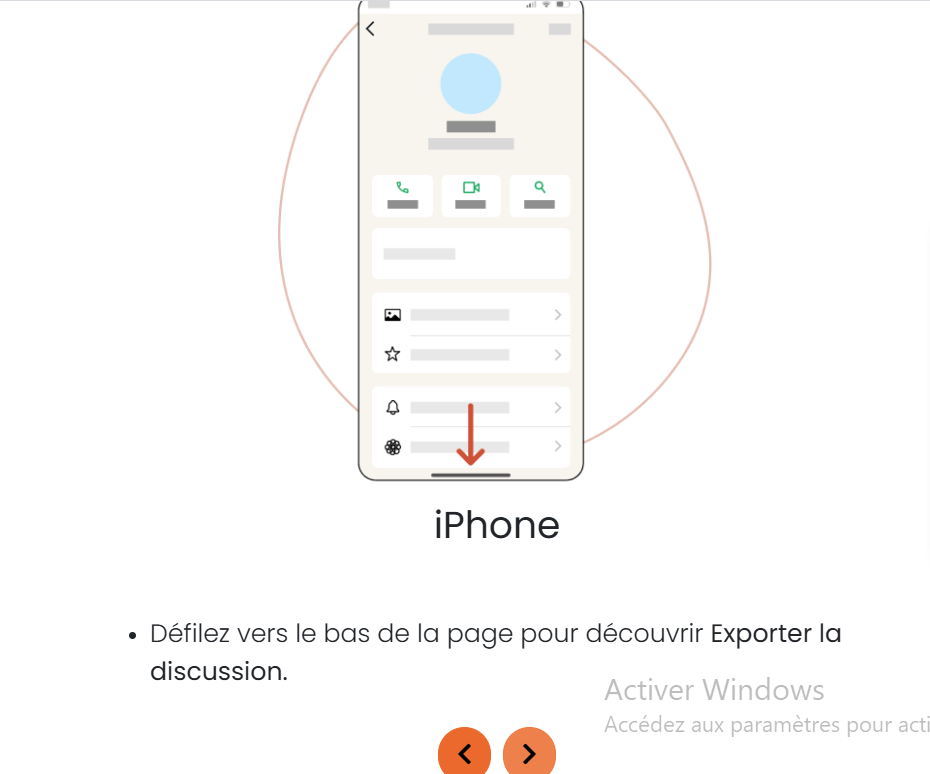 iPhone
Défilez vers le bas de la page pour découvrir Exporter la
discussion.
Activer Windows
Accédez aux paramètres pour